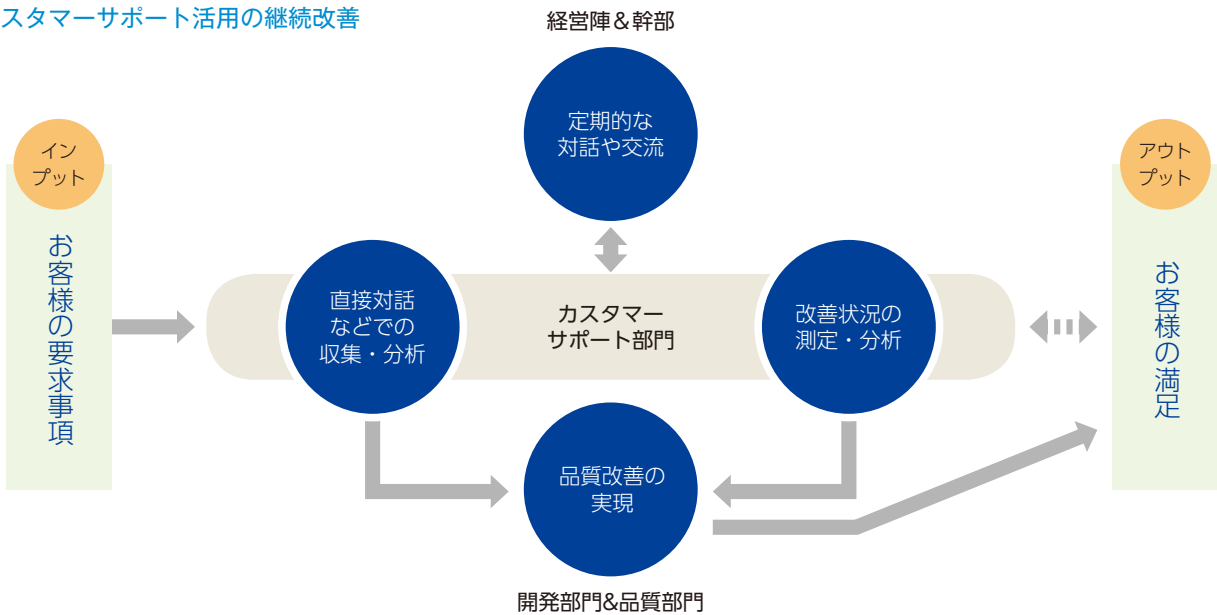 スタマーサポート活用の継続改善
経営陣&幹部
定期的な
対話や交流
イン
プット
お客様の要求事項
直接対話
などでの
収集・分析
カスタマー
サポート部門
改善状況の
測定・分析
アウト
プット
お客様の満足
品質改善の
実現
開発部門&品質部門